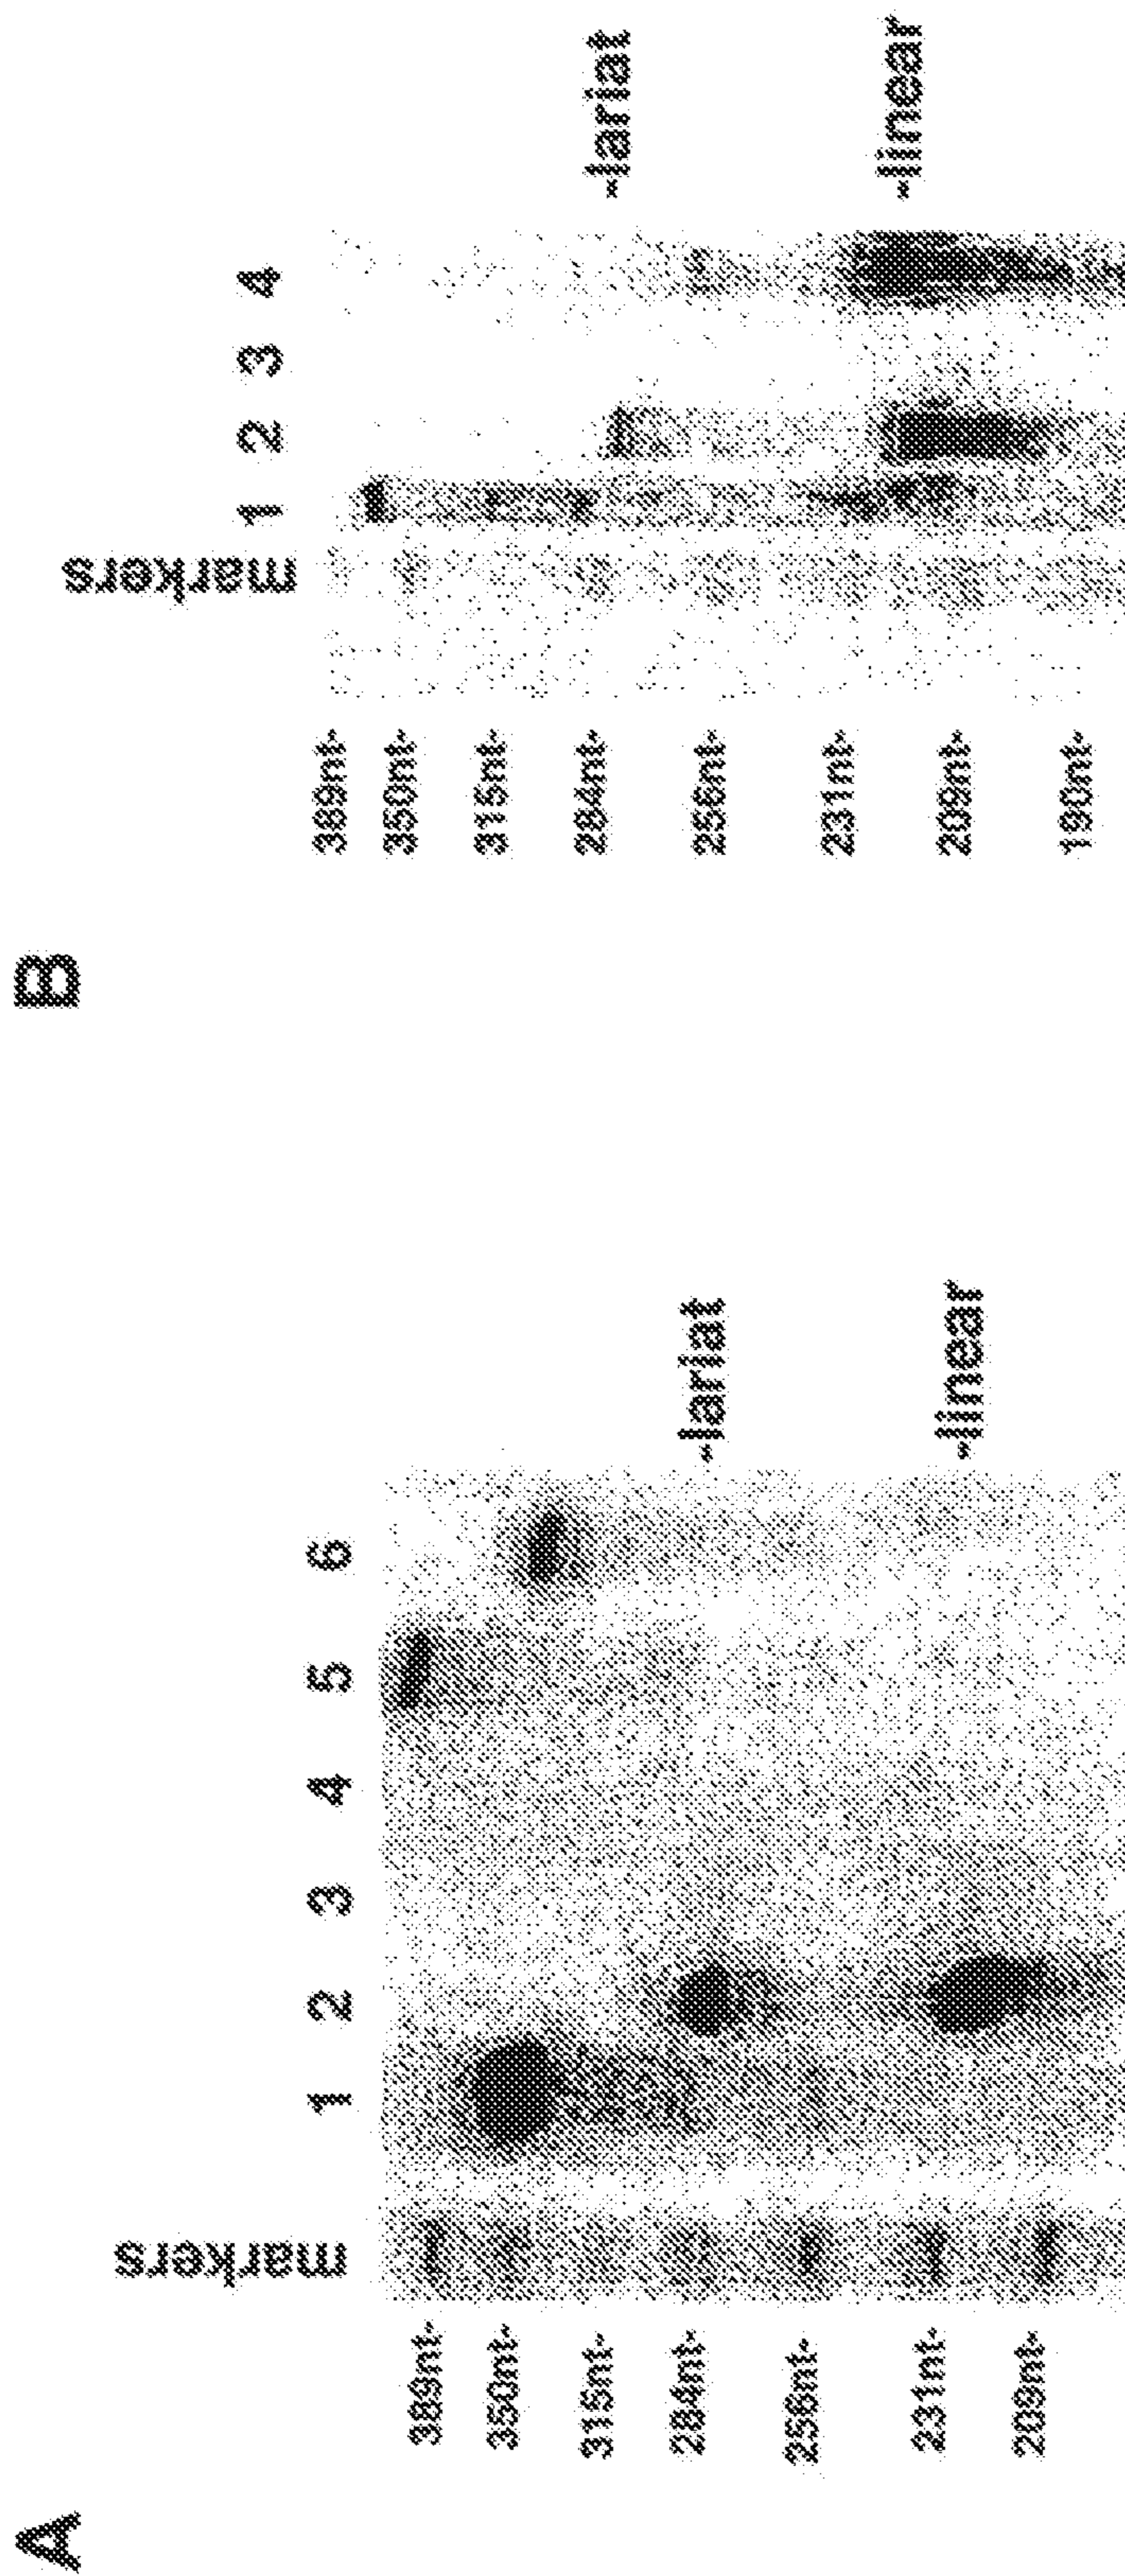 A
markers 1 2 3 4 5 6
389nt-
350nt-
315nt-
284nt-
256nt-
231nt-
209nt-
-lariat
-linear
B
markers 1 2 3 4
389nt-
350nt-
315nt-
284nt-
256nt-
231nt-
209nt-
190nt-
-lariat
-linear